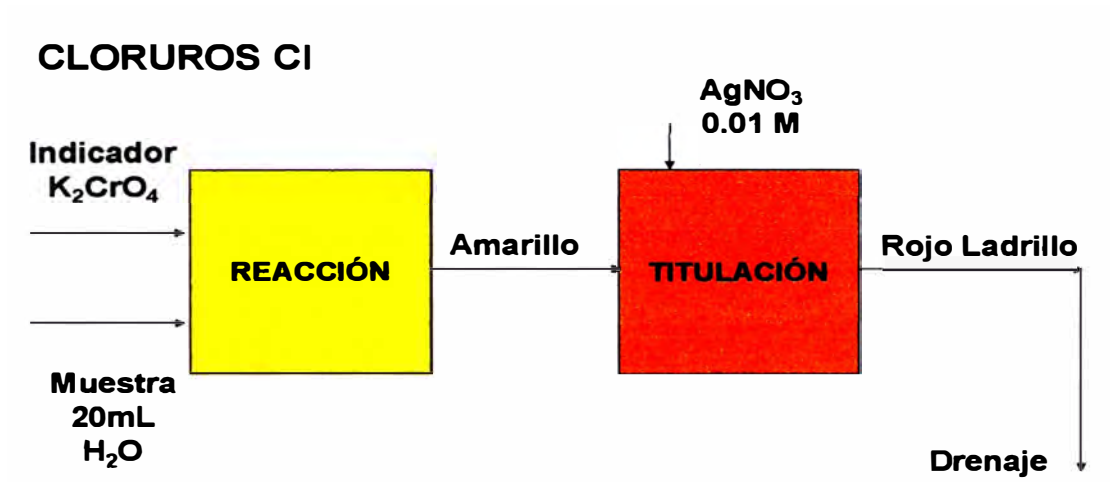 CLORUROS Cl
AgNO₃
0.01 M
Indicador
K₂CrO₄
REACCIÓN
Amarillo
TITULACIÓN
Rojo Ladrillo
Muestra
20mL
H₂O
Drenaje